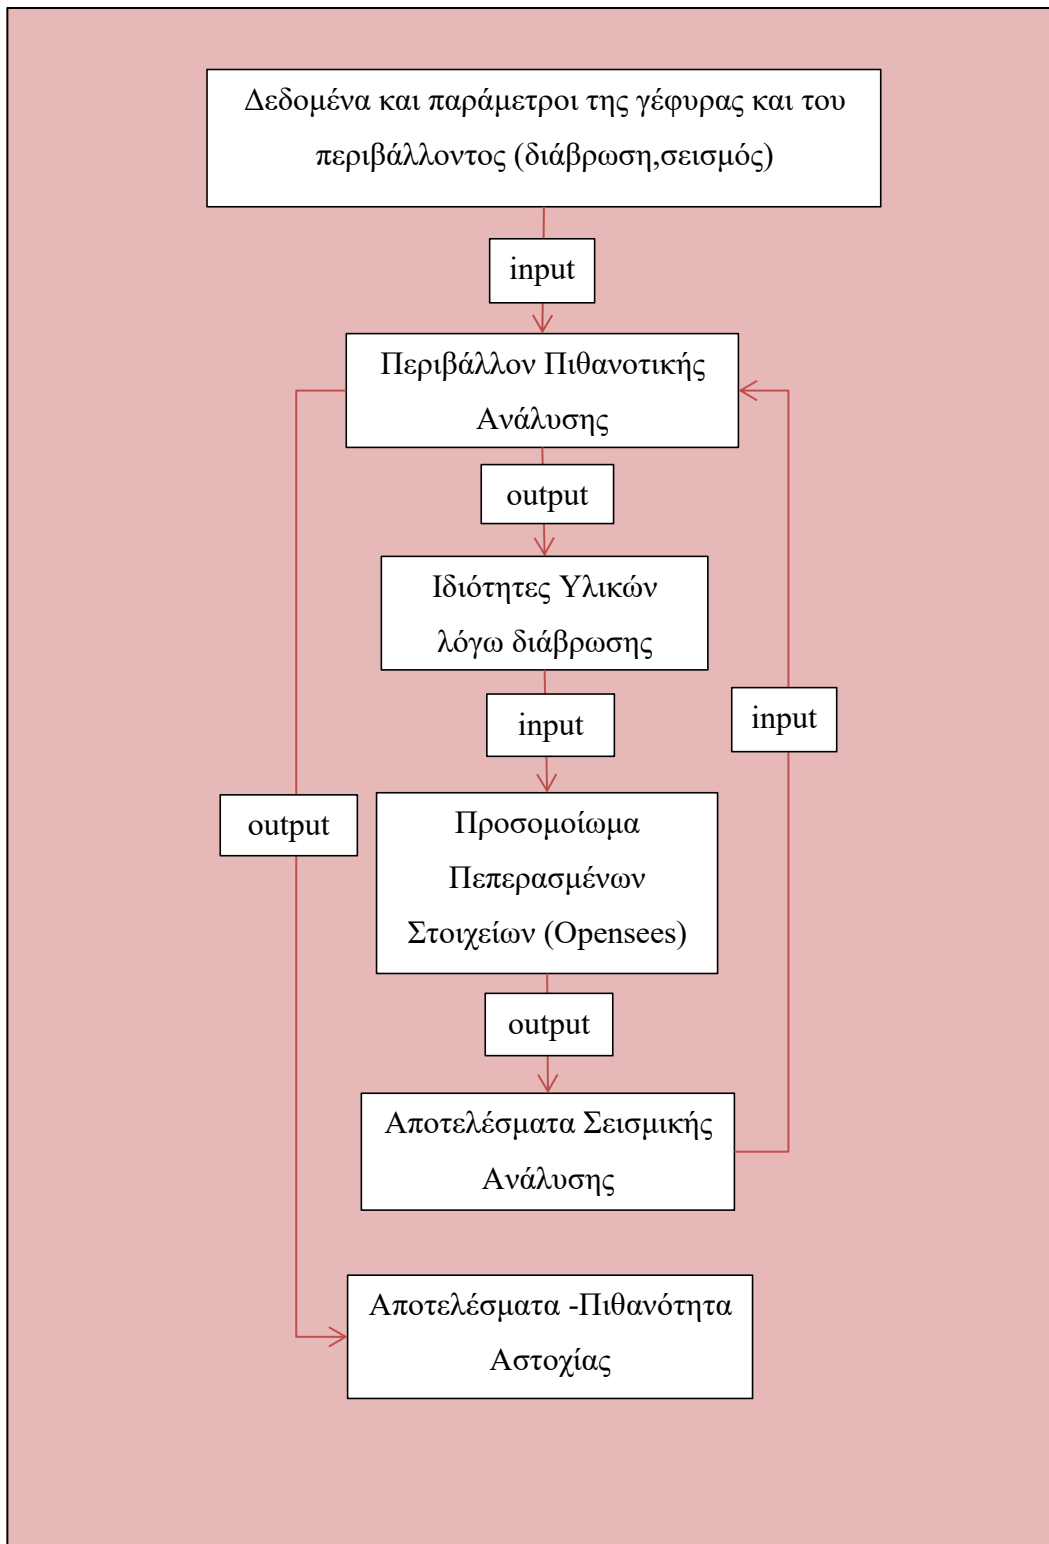 Δεδομένα και παράμετροι της γέφυρας και του
περιβάλλοντος (διάβρωση,σεισμός)
input
Περιβάλλον Πιθανοτικής
Ανάλυσης
output
Ιδιότητες Υλικών
λόγω διάβρωσης
input
input
Προσομοίωμα
Πεπερασμένων
Στοιχείων (Opensees)
output
output
Αποτελέσματα Σεισμικής
Ανάλυσης
Αποτελέσματα -Πιθανότητα
Αστοχίας